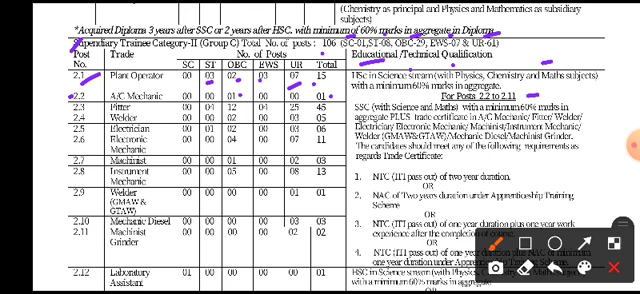 (Chemistry as principal and Physics and Mathematics as subsidiary
subjects)
*Acquired Diploma 3 years after SSC or 2 years after HSC. with minimum of 60% marks in aggregate in Diploma
Stipendiary Trainee Category-II (Group C) Total No. of posts : 106 (SC-01,ST-08, OBC-29, EWS-07 & UR-61)
Post No. Trade No. of Posts Educational /Technical Qualification
SC ST OBC EWS UR Total
2.1 Plant Operator 00 03 02 03 07 15 HSC in Science stream (with Physics, Chemistry and Maths subjects)
with a minimum 60% marks in aggregate.
2.2 A/C Mechanic 00 00 01 00 00 01 For Posts 2.2 to 2.11
2.3 Fitter 00 04 12 04 25 45 SSC (with Science and Maths) with a minimum 60% marks in
2.4 Welder 00 00 02 00 03 05 aggregate PLUS trade certificate in A/C Mechanic/ Fitter/ Welder/
2.5 Electrician 00 01 02 00 03 06 Electrician/ Electronic Mechanic/ Machinist/Instrument Mechanic/
2.6 Electronic Mechanic 00 00 04 00 07 11 Welder (GMAW&GTAW)/Mechanic Diesel/Machinist Grinder.
The candidates should meet any of the following requirements as
regards Trade Certificate:
2.7 Machinist 00 00 01 00 02 03
2.8 Instrument Mechanic 00 00 05 00 08 13 1. NTC (ITI pass out) of two year duration.
OR
2.9 Welder (GMAW & GTAW) 00 00 00 00 01 01 2. NAC of Two years duration under Apprenticeship Training
Scheme
OR
2.10 Mechanic Diesel 00 00 00 00 03 03 3. NTC (ITI pass out) of one year duration plus one year work
experience after the completion of course.
2.11 Machinist Grinder 00 00 00 00 02 02 OR
4. NTC (ITI pass out) of one year duration plus NAC of minimum
one year duration under
2.12 Laboratory Assistant 01 00 00 00 00 01 HSC in Science stream (with Physics,
with a minimum 60% marks in aggregate.